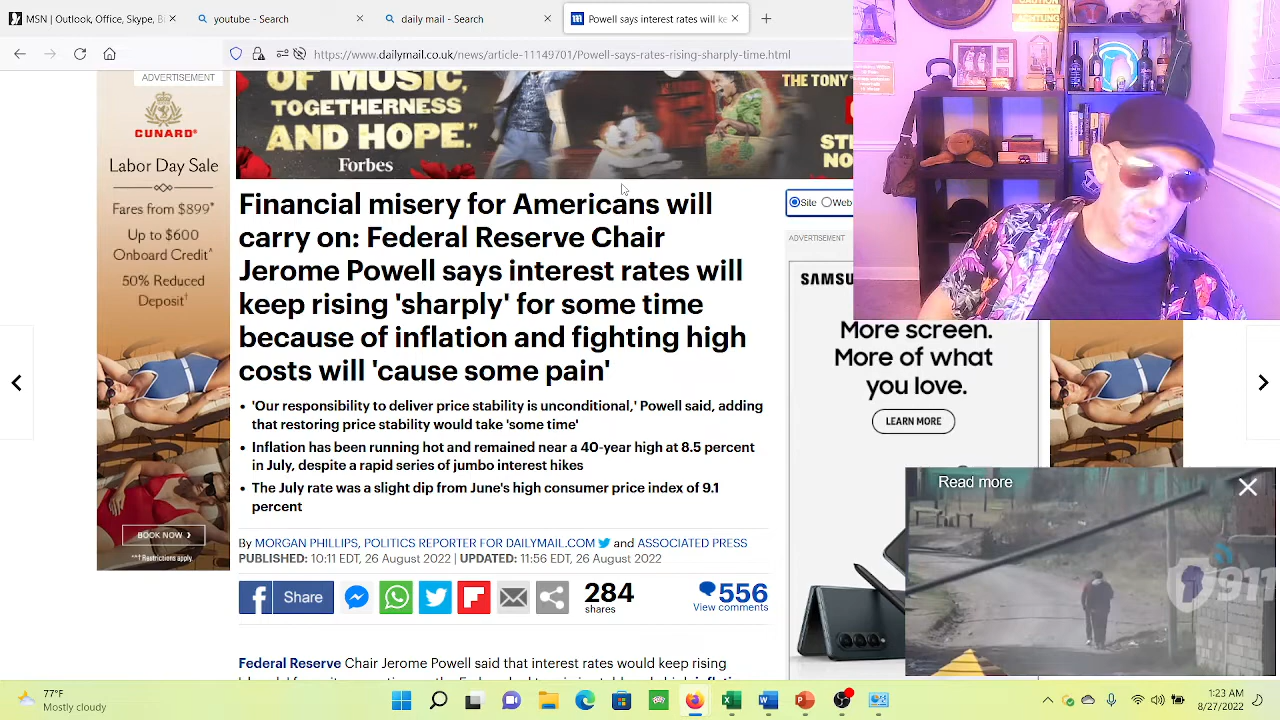 MSN | Outlook, Office, Skype, Bi
youtube - Search
daily mail - Search
Powell says interest rates will ke
https://www.dailymail.co.uk/news/article-11149701/Powell-says-rates-rising-sharply-time.html
ADVERTISEMENT
CUNARD®
Labor Day Sale
Fares from $899*
Up to $600
Onboard Credit^
50% Reduced
Deposit†
BOOK NOW
*^† Restrictions apply.
OF MUSIC,
TOGETHERNESS
AND HOPE."
Forbes
THE TONY
Financial misery for Americans will
carry on: Federal Reserve Chair
Jerome Powell says interest rates will
keep rising 'sharply' for some time
because of inflation and fighting high
costs will 'cause some pain'
• 'Our responsibility to deliver price stability is unconditional,' Powell said, adding
that restoring price stability would take 'some time'
• Inflation has been running hot and remained near a 40-year high at 8.5 percent
in July, despite a rapid series of jumbo interest hikes
• The July rate was a slight dip from June's high consumer price index of 9.1
percent
By MORGAN PHILLIPS, POLITICS REPORTER FOR DAILYMAIL.COM and ASSOCIATED PRESS
PUBLISHED: 10:11 EDT, 26 August 2022 | UPDATED: 11:56 EDT, 26 August 2022
Share
284
shares
556
View comments
Federal Reserve Chair Jerome Powell said that interest rates would keep rising
Site Web
ADVERTISEMENT
SAMSU
More screen.
More of what
you love.
LEARN MORE
Read more
911
77°F
Mostly cloudy
1:23 AM
8/27/2022